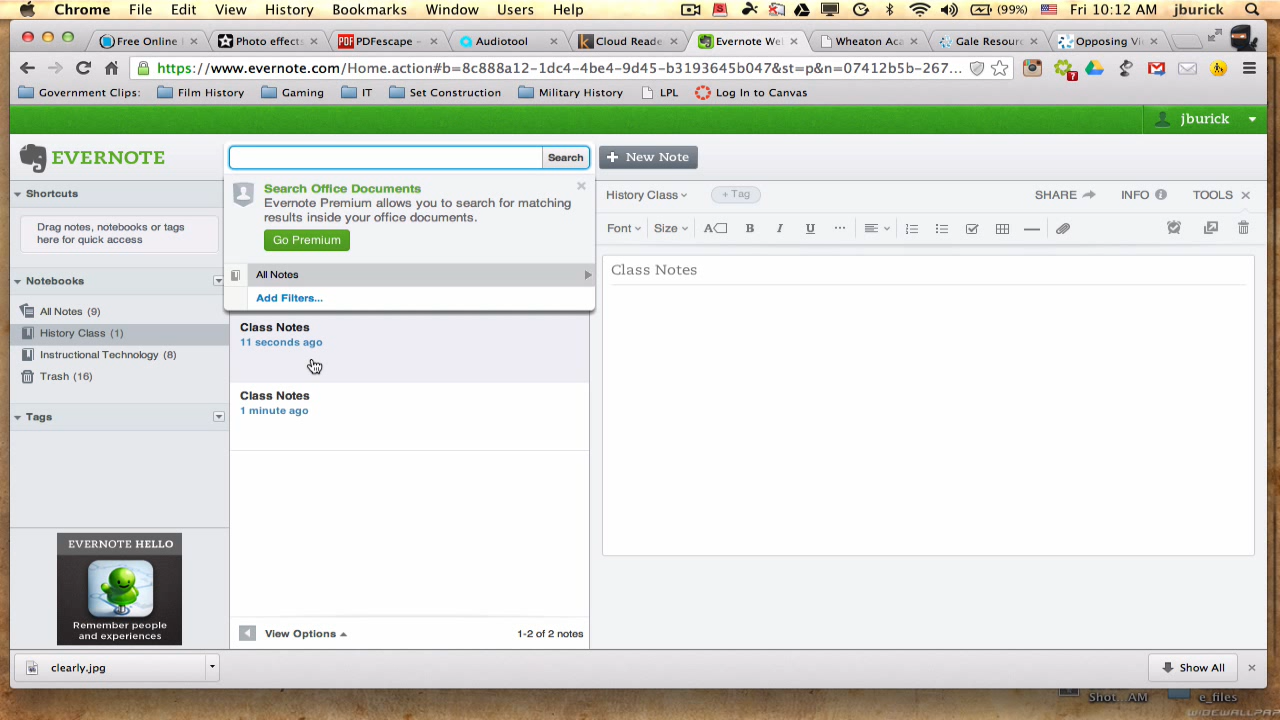 Chrome File Edit View History Bookmarks Window Users Help (99%) Fri 10:12 AM jburick
Free Online Photo effects PDFescape - Audiotool Cloud Reade Evernote We Wheaton Aca Gale Resour Opposing V
https://www.evernote.com/Home.action#b=8c888a12-1dc4-4be4-9d45-b3193645b047&st=p&n=07412b5b-267... 7
Government Clips: Film History Gaming IT Set Construction Military History LPL Log In to Canvas
jburick
EVERNOTE
Search
+ New Note
Shortcuts
Drag notes, notebooks or tags
here for quick access
Notebooks
All Notes (9)
History Class (1)
Instructional Technology (8)
Trash (16)
Tags
EVERNOTE HELLO
Remember people
and experiences
Search Office Documents
Evernote Premium allows you to search for matching
results inside your office documents.
Go Premium
All Notes
Add Filters...
Class Notes
11 seconds ago
Class Notes
1 minute ago
View Options 1-2 of 2 notes
History Class + Tag SHARE INFO TOOLS
Font Size A B I U ...
Class Notes
clearly.jpg Show All
Shot AM e_files